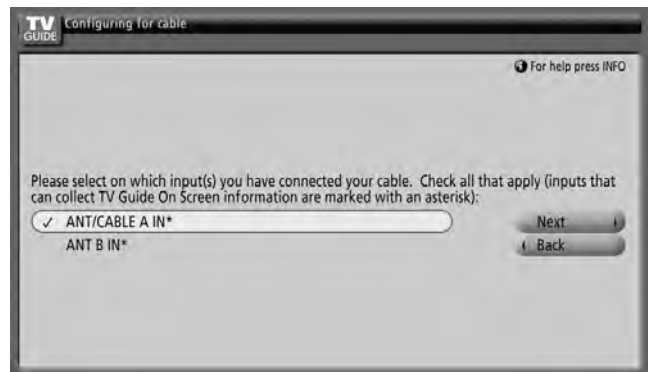 TV
GUIDE
Configuring for cable
For help press INFO
Please select on which input(s) you have connected your cable. Check all that apply (inputs that
can collect TV Guide On Screen information are marked with an asterisk):
✓ ANT/CABLE A IN*
Next
ANT B IN*
Back